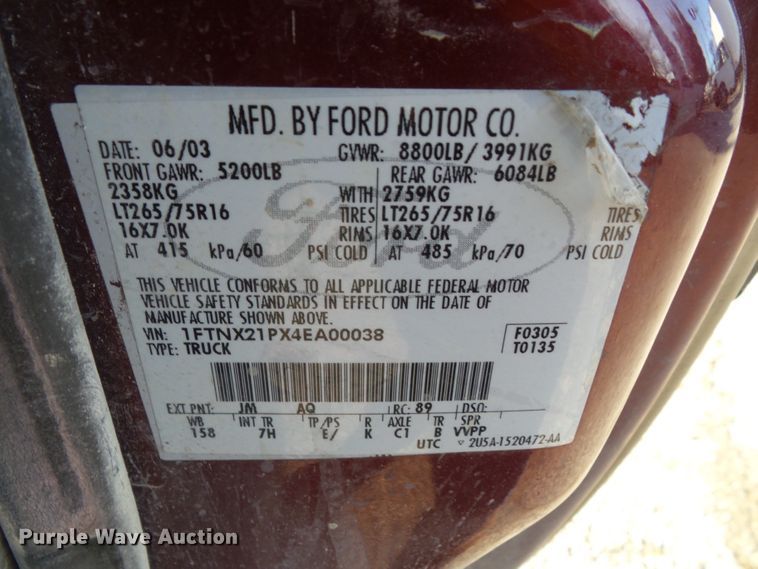 MFD. BY FORD MOTOR CO.
DATE: 06/03 GVWR: 8800LB/ 3991KG
FRONT GAWR: 5200LB REAR GAWR: 6084LB
2358KG WITH 2759KG
LT265/75R16 TIRES LT265/75R16 TIRES
16X7.0K RIMS 16X7.0K RIMS
AT 415 kPa/60 PSI COLD AT 485 kPa/70 PSI COLD
THIS VEHICLE CONFORMS TO ALL APPLICABLE FEDERAL MOTOR
VEHICLE SAFETY STANDARDS IN EFFECT ON THE DATE OF
MANUFACTURE SHOWN ABOVE.
VIN: 1FTNX21PX4EA00038 F0305
TYPE: TRUCK T0135
EXT PNT: JM AQ RC: 89 DSO:
WB INT TR TP/PS R AXLE TR SPR
158 7H E/ K C1 B VVPP
UTC 2U5A-1520472-AA
Ford
Purple Wave Auction